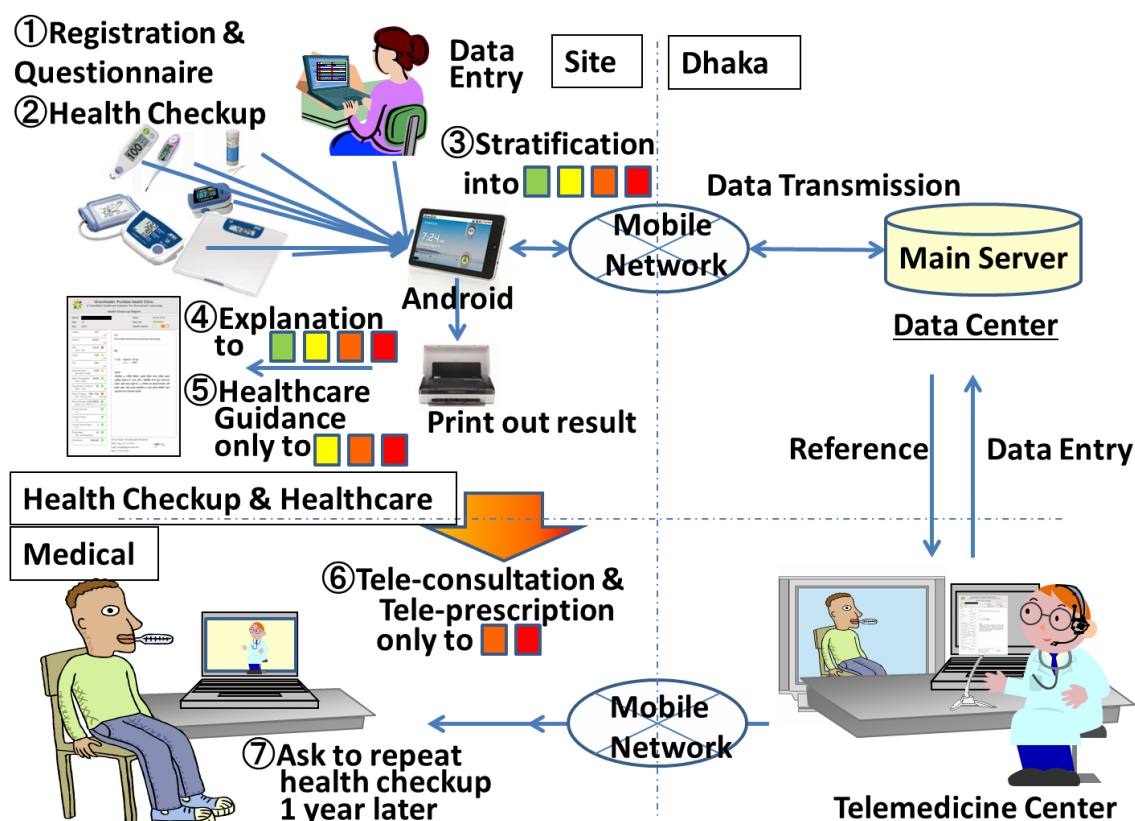 ①Registration &
Questionnaire
②Health Checkup
Data
Entry
Site
Dhaka
③Stratification
into
Data Transmission
Mobile
Network
Main Server
Android
Data Center
④Explanation
to
⑤Healthcare
Guidance
only to
Print out result
Reference
Data Entry
Health Checkup & Healthcare
Medical
⑥Tele-consultation &
Tele-prescription
only to
Mobile
Network
⑦Ask to repeat
health checkup
1 year later
Telemedicine Center